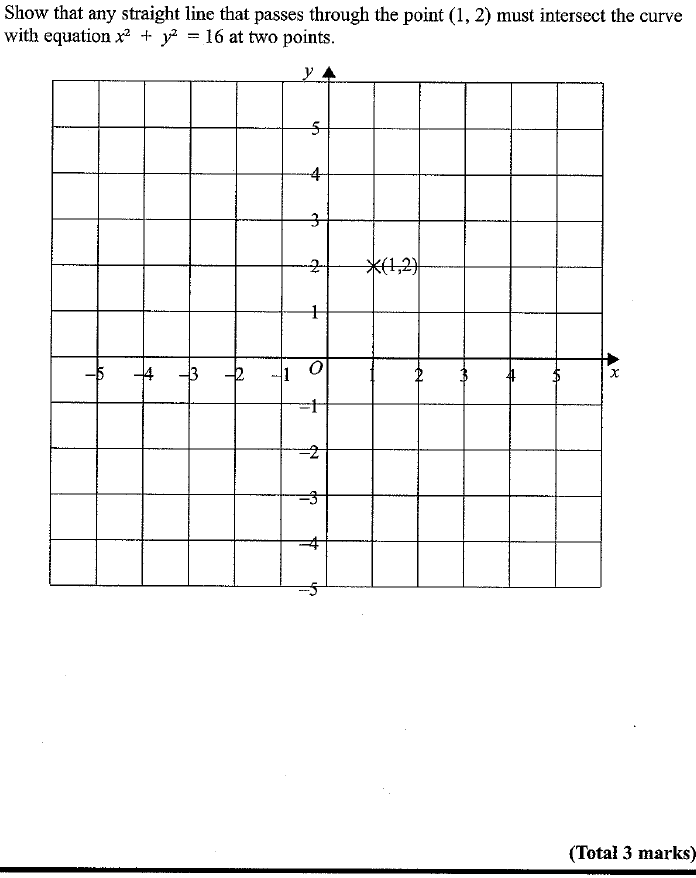 Show that any straight line that passes through the point (1, 2) must intersect the curve
with equation x² + y² = 16 at two points.
y
5
4
3
2
(1,2)
1
O
–5 –4 –3 –2 –1 1 2 3 4 5 x
–1
–2
–3
–4
–5
(Total 3 marks)